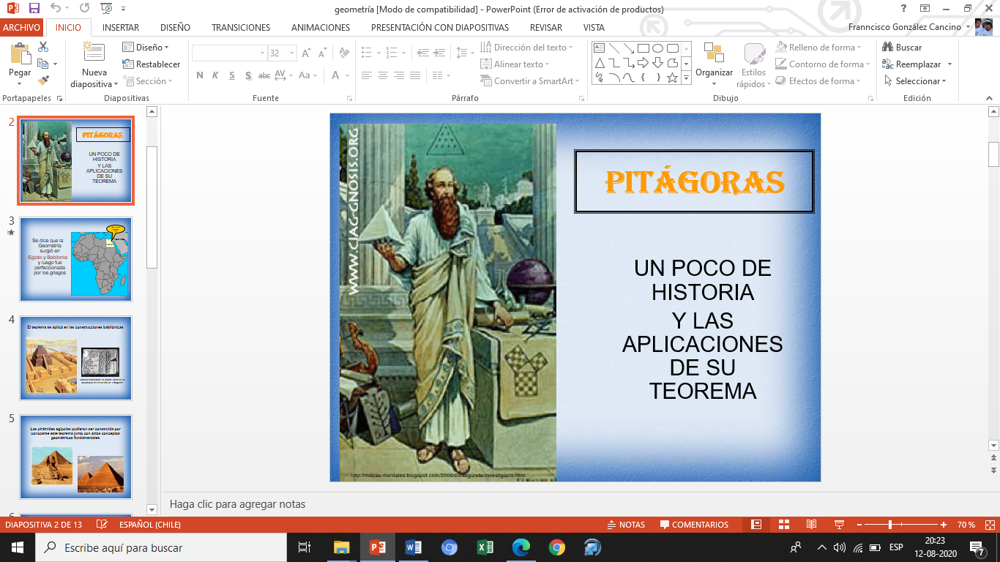 geometría [Modo de compatibilidad] - PowerPoint (Error de activación de productos)
ARCHIVO INICIO INSERTAR DISEÑO TRANSICIONES ANIMACIONES PRESENTACIÓN CON DIAPOSITIVAS REVISAR VISTA
Franncisco González Cancino
Pegar
Portapapeles
Nueva diapositiva
Diseño
Restablecer
Sección
Diapositivas
32
N K S S abc AV Aa A
Fuente
Dirección del texto
Alinear texto
Convertir a SmartArt
Párrafo
Organizar
Estilos rápidos
Relleno de forma
Contorno de forma
Efectos de forma
Dibujo
Buscar
Reemplazar
Seleccionar
Edición
2
PITÁGORAS
UN POCO DE
HISTORIA
Y LAS
APLICACIONES
DE SU
TEOREMA
3
Se dice que la
Geometría
surgió en
Egipto y Babilonia
y luego fue
perfeccionada
por los griegos
4
El teorema se aplicó en las construcciones babilónicas
5
Las pirámides egipcias pudieron ser construida por
conocerse este teorema junto con otros conceptos
geométricos fundamentales
WWW.CIAG-GNOSIS.ORG
PITÁGORAS
UN POCO DE
HISTORIA
Y LAS
APLICACIONES
DE SU
TEOREMA
http://mapas-mentales.blogspot.com/2006/08/segunda-investigacin.html
Haga clic para agregar notas
DIAPOSITIVA 2 DE 13 ESPAÑOL (CHILE) NOTAS COMENTARIOS 70 %
Escribe aquí para buscar
ESP
20:23
12-08-2020
7